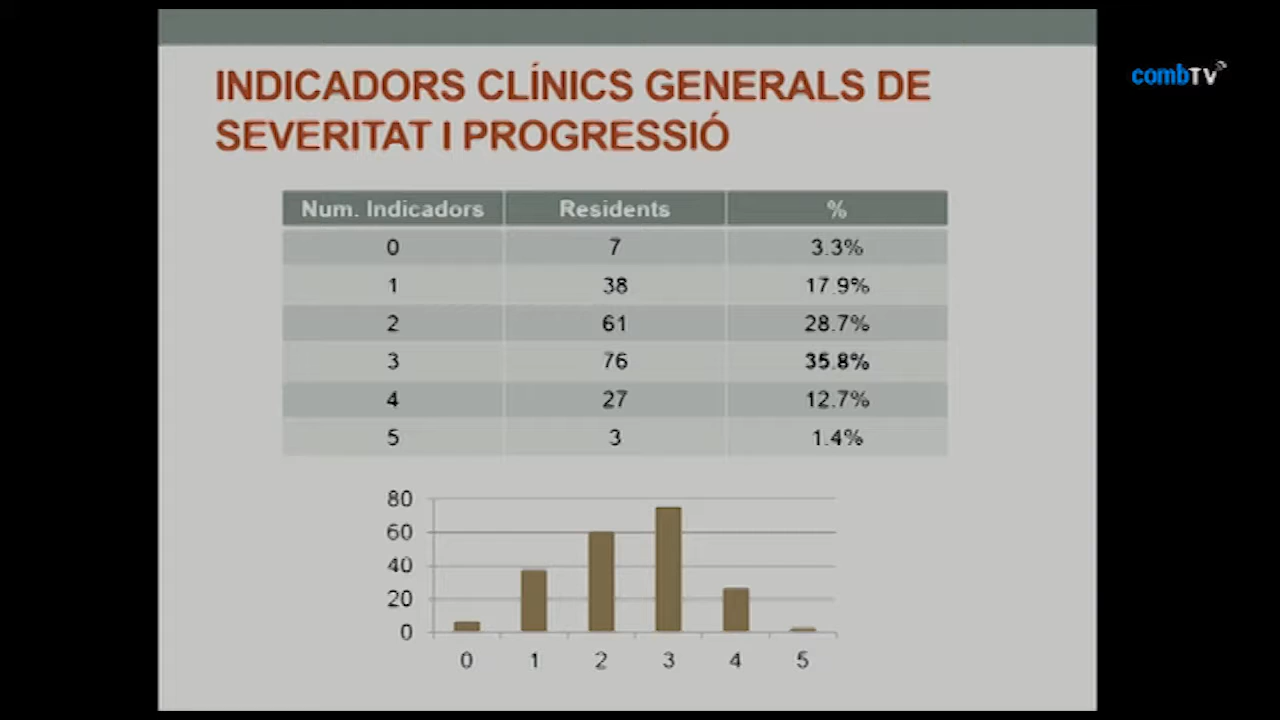 combTV
INDICADORS CLÍNICS GENERALS DE
SEVERITAT I PROGRESSIÓ
Num. Indicadors Residents %
0 7 3.3%
1 38 17.9%
2 61 28.7%
3 76 35.8%
4 27 12.7%
5 3 1.4%
80
60
40
20
0
0 1 2 3 4 5